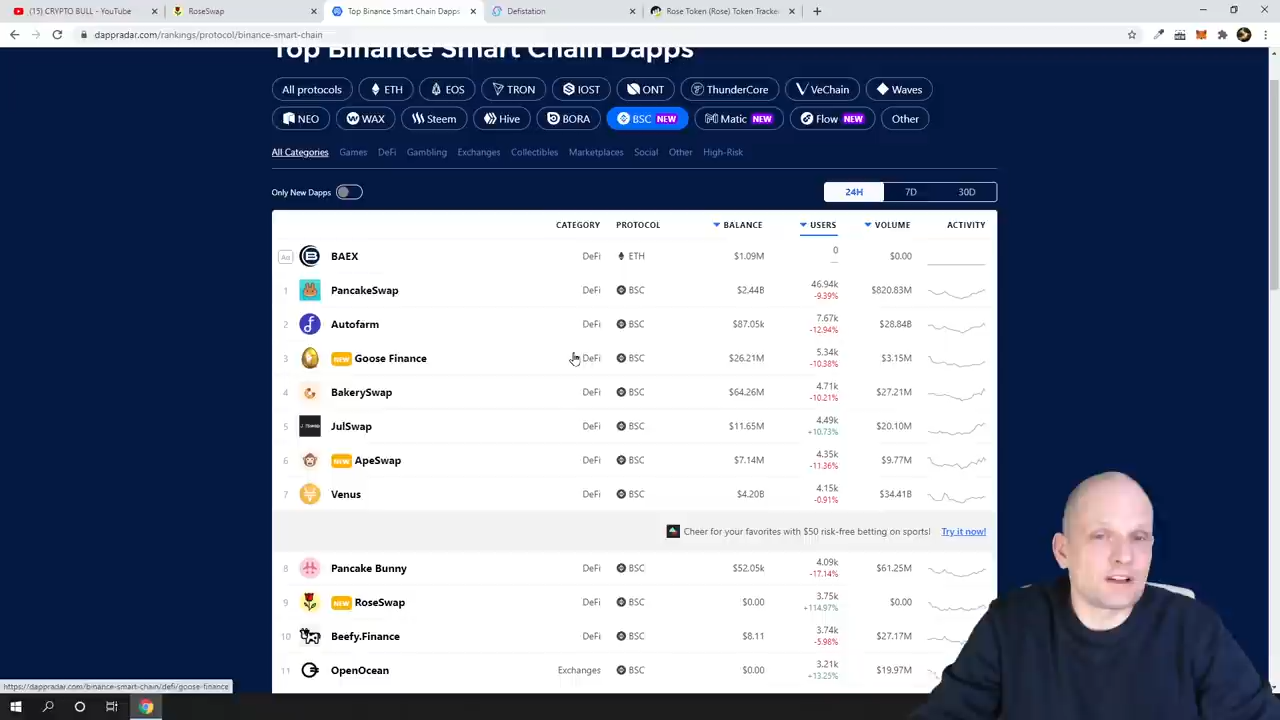 (15) CRYPTO BULL - YouTube
RoseSwap
Top Binance Smart Chain Dapps
Defistation
Rose Token (Rose) Token Tracker
dappradar.com/rankings/protocol/binance-smart-chain
Top Binance Smart Chain Dapps
All protocols ETH EOS TRON IOST ONT ThunderCore VeChain Waves
NEO WAX Steem Hive BORA BSC NEW Matic NEW Flow NEW Other
All Categories Games DeFi Gambling Exchanges Collectibles Marketplaces Social Other High-Risk
Only New Dapps 24H 7D 30D
CATEGORY PROTOCOL BALANCE USERS VOLUME ACTIVITY
Ad BAEX DeFi ETH $1.09M 0 $0.00
1 PancakeSwap DeFi BSC $2.44B 46.94k $820.83M
-9.39%
2 Autofarm DeFi BSC $87.05k 7.67k $28.84B
-12.94%
3 NEW Goose Finance DeFi BSC $26.21M 5.34k $3.15M
-10.38%
4 BakerySwap DeFi BSC $64.26M 4.71k $27.21M
-10.21%
5 JulSwap DeFi BSC $11.65M 4.49k $20.10M
+10.73%
6 NEW ApeSwap DeFi BSC $7.14M 4.35k $9.77M
-11.36%
7 Venus DeFi BSC $4.20B 4.15k $34.41B
-0.91%
Cheer for your favorites with $50 risk-free betting on sports! Try it now!
8 Pancake Bunny DeFi BSC $52.05k 4.09k $61.25M
-17.14%
9 NEW RoseSwap DeFi BSC $0.00 3.75k $0.00
+114.97%
10 Beefy.Finance DeFi BSC $8.11 3.74k $27.17M
-5.98%
11 OpenOcean Exchanges BSC $0.00 3.21k $19.97M
+13.25%
https://dappradar.com/binance-smart-chain/defi/goose-finance